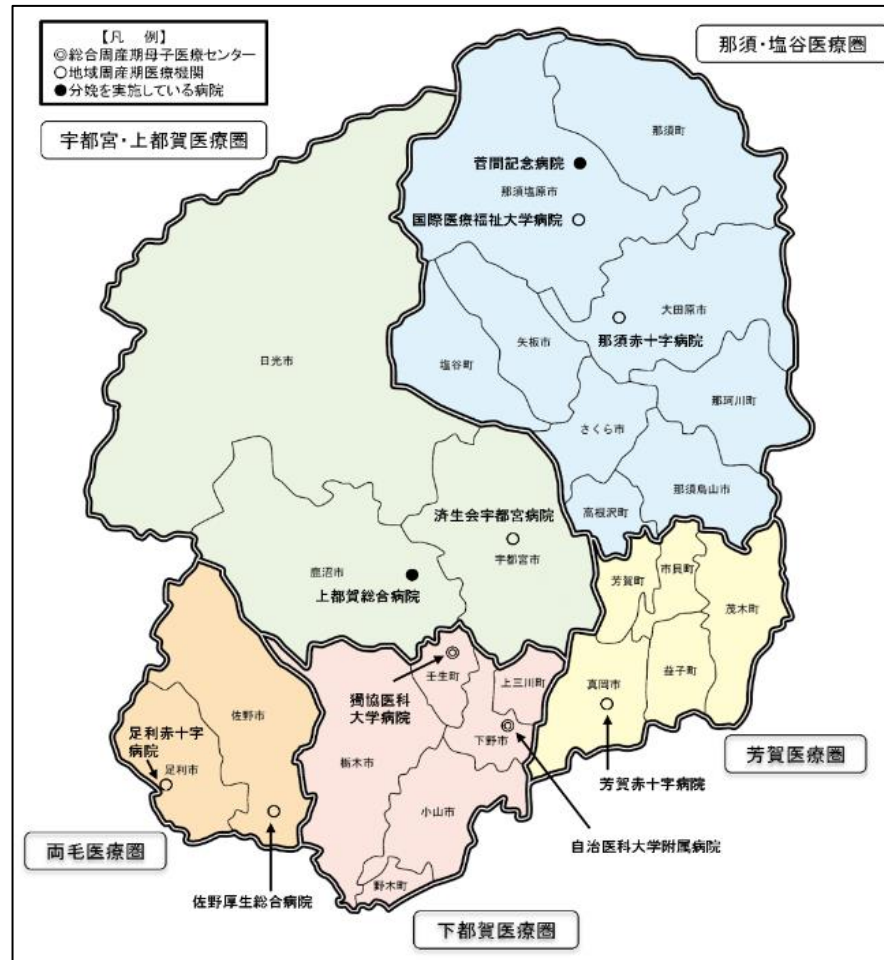 【凡　例】
◎総合周産期母子医療センター
○地域周産期医療機関
●分娩を実施している病院
那須・塩谷医療圏
宇都宮・上都賀医療圏
那須町
菅間記念病院
那須塩原市
国際医療福祉大学病院
大田原市
那須赤十字病院
矢板市
塩谷町
日光市
那珂川町
さくら市
那須烏山市
高根沢町
済生会宇都宮病院
宇都宮市
鹿沼市
上都賀総合病院
芳賀町
市貝町
茂木町
益子町
真岡市
芳賀赤十字病院
芳賀医療圏
壬生町
上三川町
獨協医科
大学病院
下野市
栃木市
小山市
自治医科大学附属病院
野木町
下都賀医療圏
佐野市
足利赤十字
病院
足利市
両毛医療圏
佐野厚生総合病院